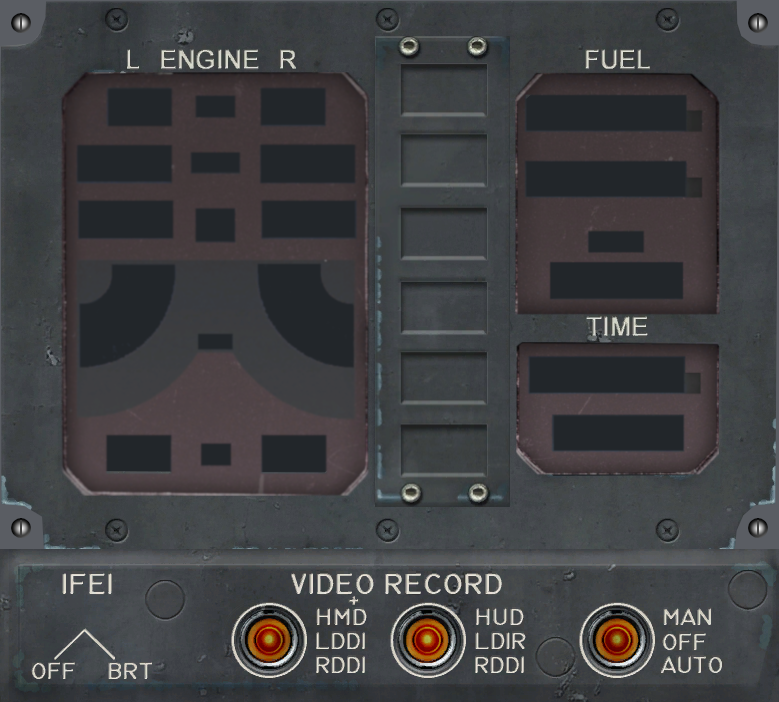 L ENGINE R
FUEL
TIME
IFEI
OFF BRT
VIDEO RECORD
+
HMD
LDDI
RDDI
HUD
LDIR
RDDI
MAN
OFF
AUTO